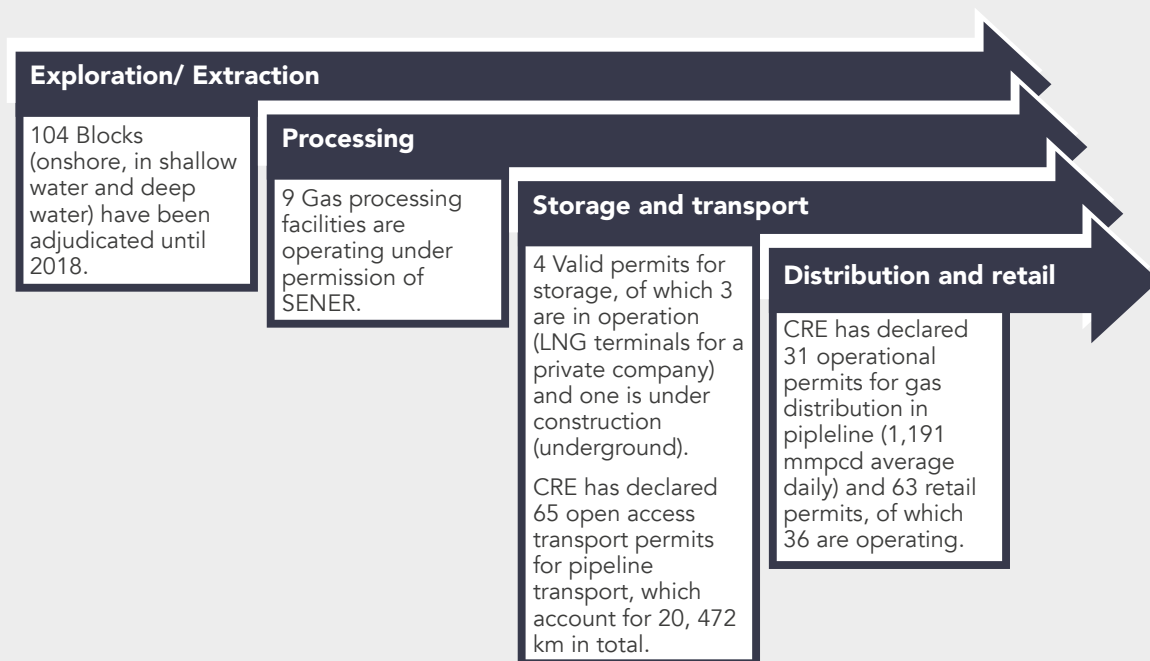 Exploration/ Extraction
104 Blocks
(onshore, in shallow
water and deep
water) have been
adjudicated until
2018.
Processing
9 Gas processing
facilities are
operating under
permission of
SENER.
Storage and transport
4 Valid permits for
storage, of which 3
are in operation
(LNG terminals for a
private company)
and one is under
construction
(underground).
CRE has declared
65 open access
transport permits
for pipeline
transport, which
account for 20, 472
km in total.
Distribution and retail
CRE has declared
31 operational
permits for gas
distribution in
pipleline (1,191
mmpcd average
daily) and 63 retail
permits, of which
36 are operating.